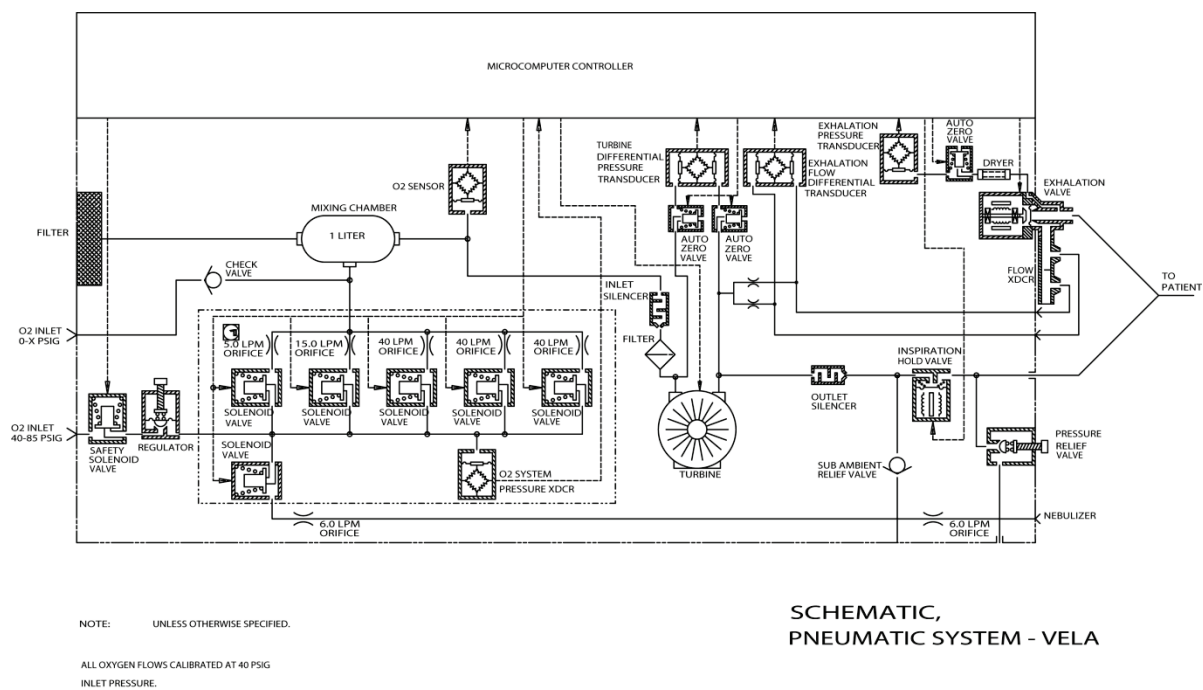 MICROCOMPUTER CONTROLLER
EXHALATION
PRESSURE
TRANSDUCER
AUTO
ZERO
VALVE
TURBINE
DIFFERENTIAL
PRESSURE
TRANSDUCER
EXHALATION
FLOW
DIFFERENTIAL
TRANSDUCER
DRYER
EXHALATION
VALVE
O2 SENSOR
MIXING CHAMBER
1 LITER
FILTER
AUTO
ZERO
VALVE
AUTO
ZERO
VALVE
CHECK
VALVE
INLET
SILENCER
FLOW
XDCR
TO
PATIENT
O2 INLET
0-X PSIG
5.0 LPM
ORIFICE
15.0 LPM
ORIFICE
40 LPM
ORIFICE
40 LPM
ORIFICE
40 LPM
ORIFICE
FILTER
INSPIRATION
HOLD VALVE
OUTLET
SILENCER
SOLENOID
VALVE
SOLENOID
VALVE
SOLENOID
VALVE
SOLENOID
VALVE
SOLENOID
VALVE
O2 INLET
40-85 PSIG
SAFETY
SOLENOID
VALVE
REGULATOR
SOLENOID
VALVE
O2 SYSTEM
PRESSURE XDCR
TURBINE
SUB AMBIENT
RELIEF VALVE
PRESSURE
RELIEF
VALVE
6.0 LPM
ORIFICE
6.0 LPM
ORIFICE
NEBULIZER
NOTE: UNLESS OTHERWISE SPECIFIED.
SCHEMATIC,
PNEUMATIC SYSTEM - VELA
ALL OXYGEN FLOWS CALIBRATED AT 40 PSIG
INLET PRESSURE.